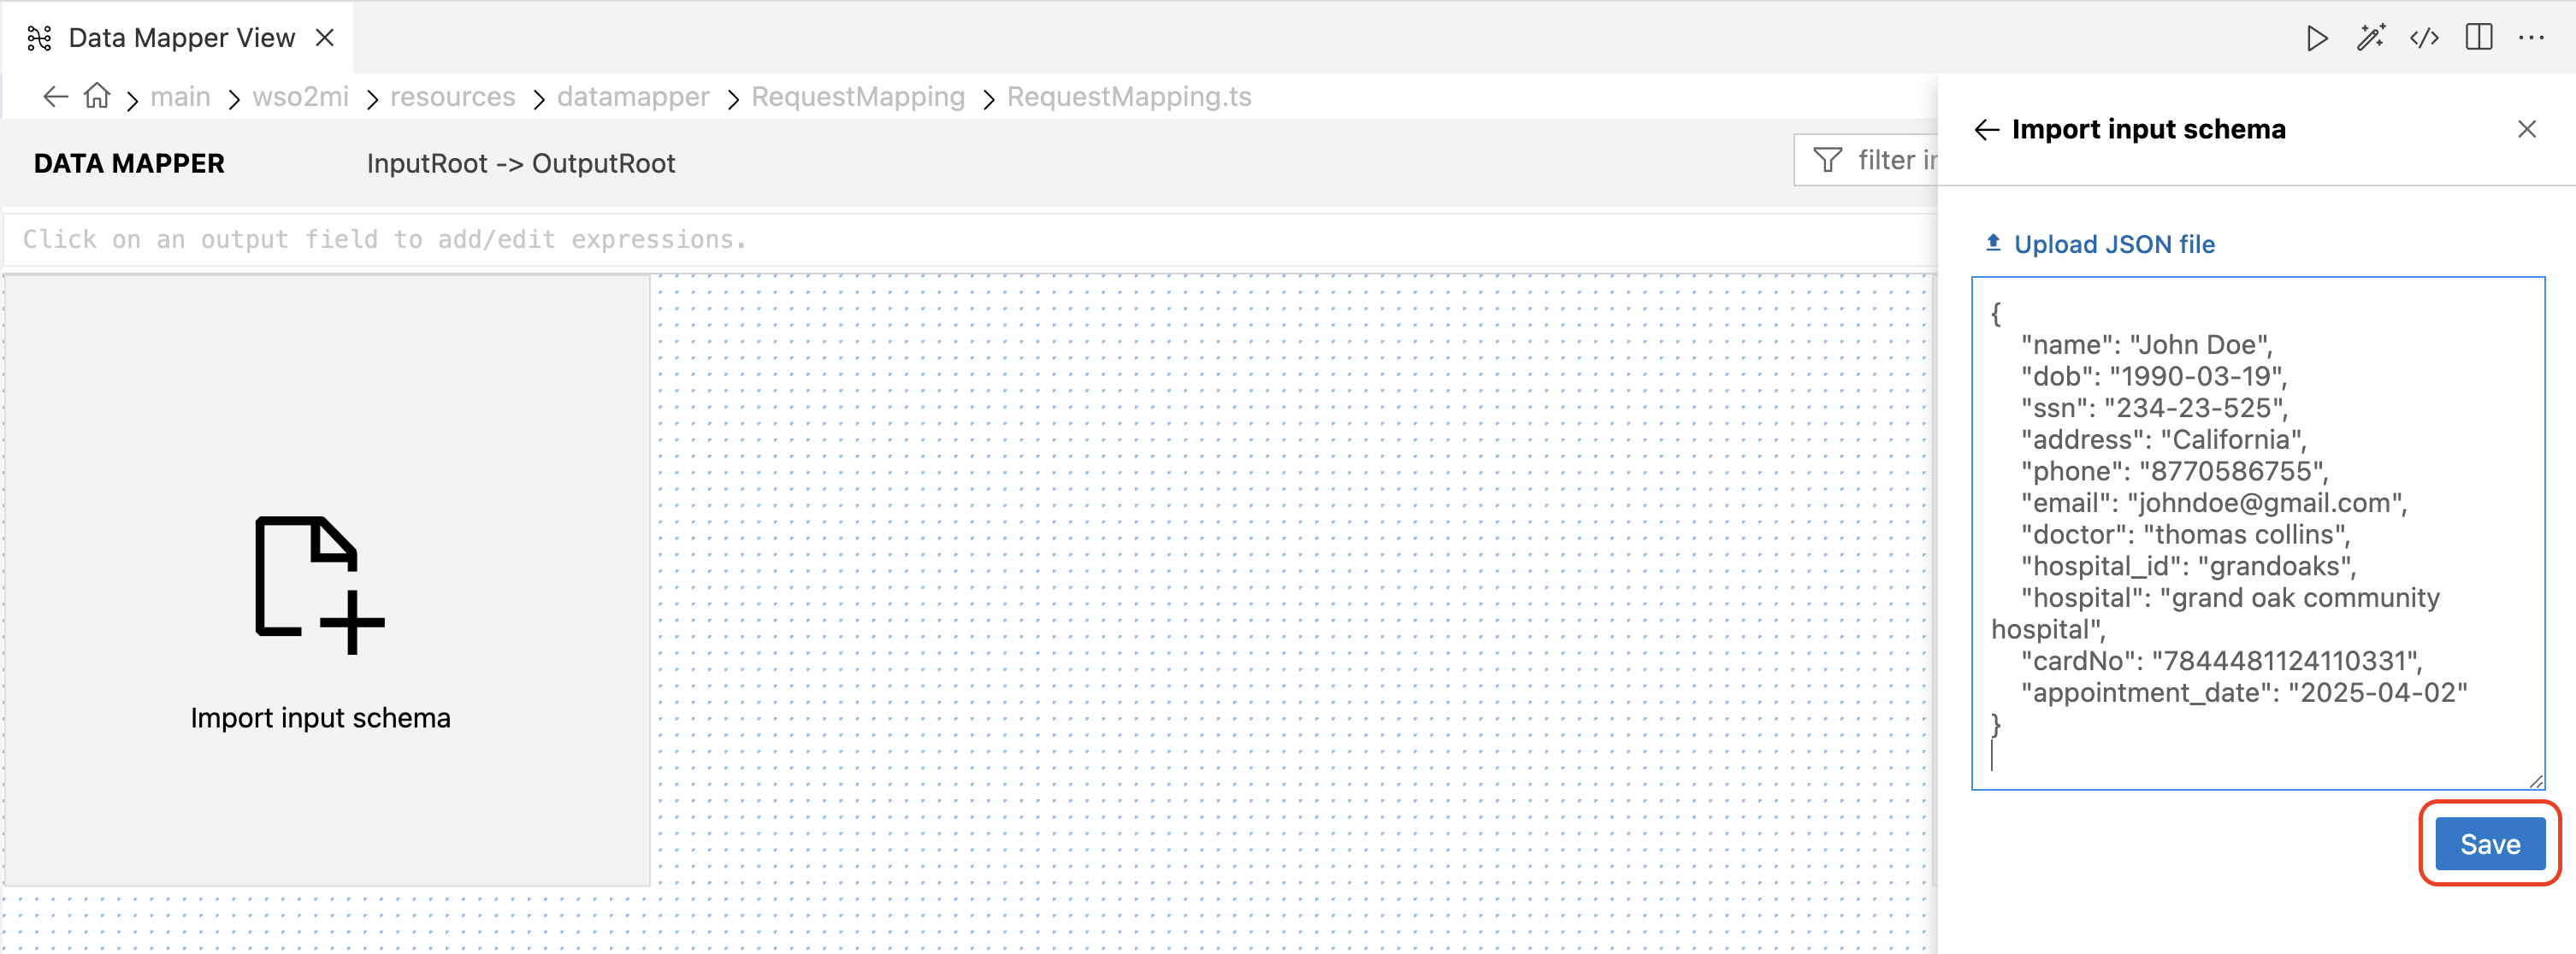 Data Mapper View
main > wso2mi > resources > datamapper > RequestMapping > RequestMapping.ts
DATA MAPPER
InputRoot -> OutputRoot
filter
Click on an output field to add/edit expressions.
Import input schema
Import input schema
Upload JSON file
{
"name": "John Doe",
"dob": "1990-03-19",
"ssn": "234-23-525",
"address": "California",
"phone": "8770586755",
"email": "johndoe@gmail.com",
"doctor": "thomas collins",
"hospital_id": "grandoaks",
"hospital": "grand oak community
hospital",
"cardNo": "7844481124110331",
"appointment_date": "2025-04-02"
}
Save